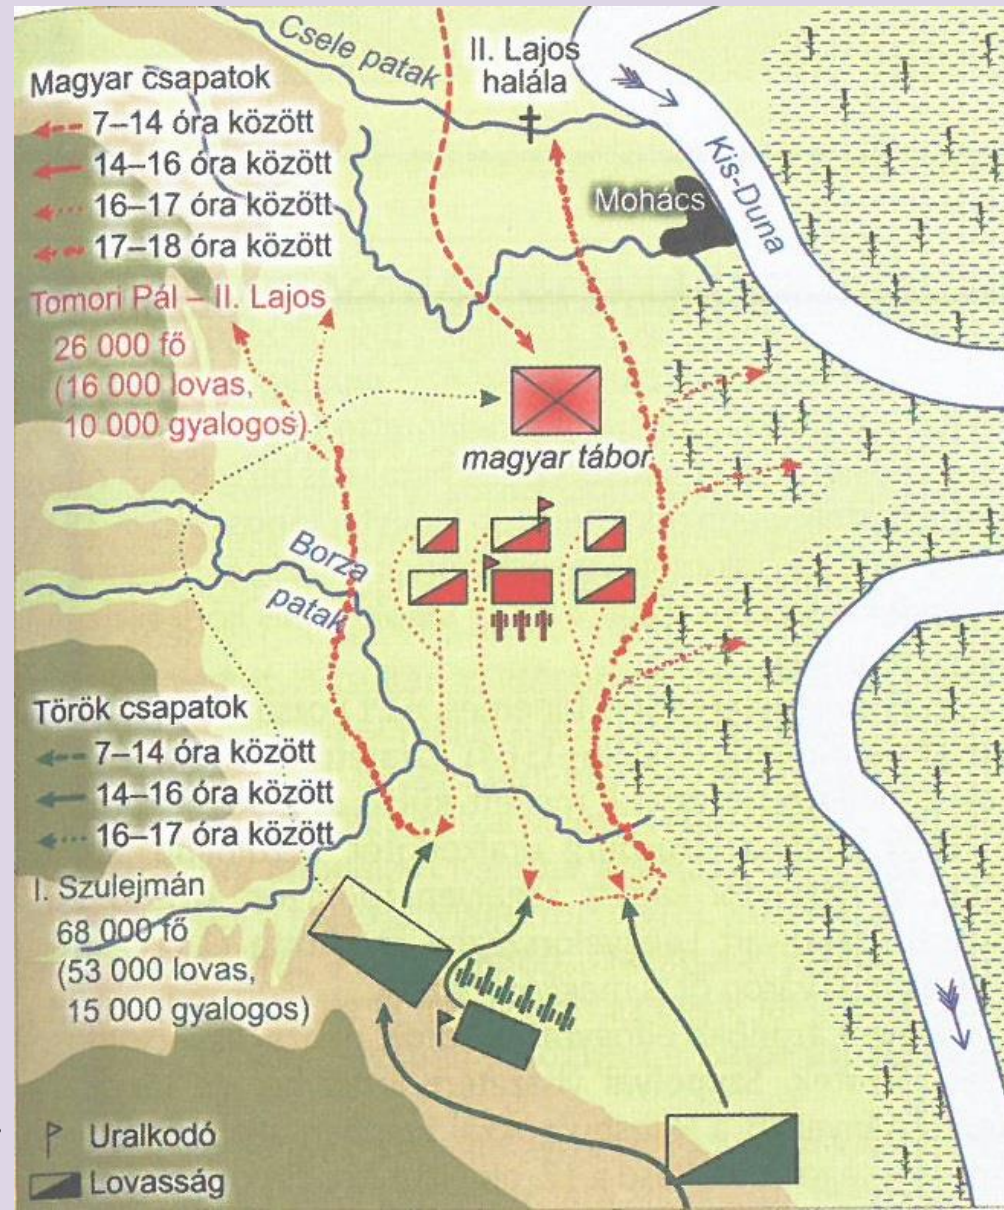 Csele patak
II. Lajos
halála
Magyar csapatok
7–14 óra között
14–16 óra között
16–17 óra között
17–18 óra között
Kis-Duna
Mohács
Tomori Pál – II. Lajos
26 000 fő
(16 000 lovas,
10 000 gyalogos)
magyar tábor
Borza
patak
Török csapatok
7–14 óra között
14–16 óra között
16–17 óra között
I. Szulejmán
68 000 fő
(53 000 lovas,
15 000 gyalogos)
Uralkodó
Lovasság